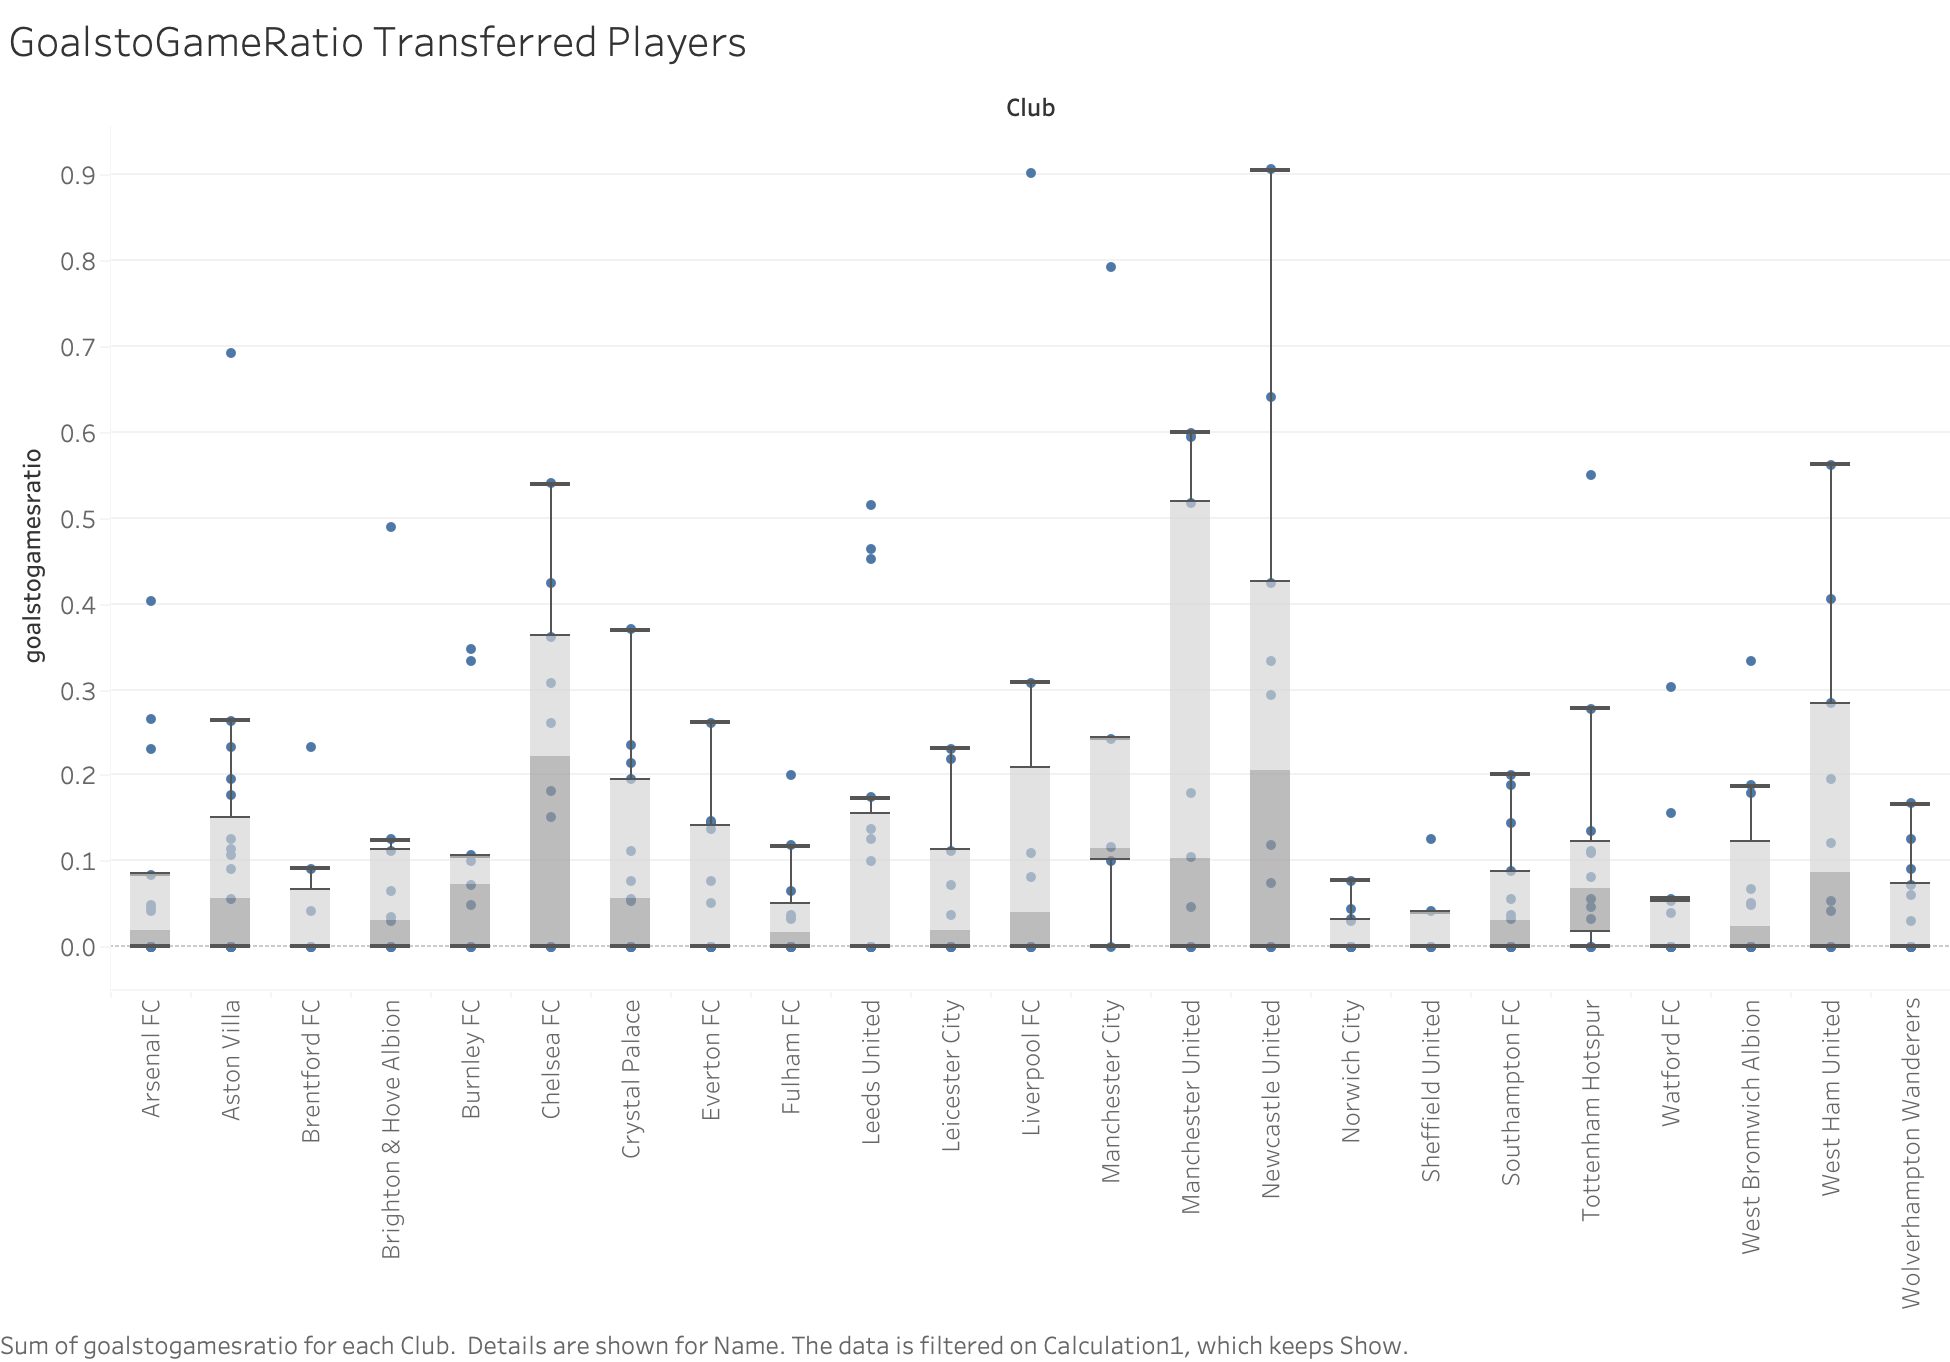 GoalstoGameRatio Transferred Players
Club
goalstogamesratio
0.9
0.8
0.7
0.6
0.5
0.4
0.3
0.2
0.1
0.0
Arsenal FC
Aston Villa
Brentford FC
Brighton & Hove Albion
Burnley FC
Chelsea FC
Crystal Palace
Everton FC
Fulham FC
Leeds United
Leicester City
Liverpool FC
Manchester City
Manchester United
Newcastle United
Norwich City
Sheffield United
Southampton FC
Tottenham Hotspur
Watford FC
West Bromwich Albion
West Ham United
Wolverhampton Wanderers
Sum of goalstogamesratio for each Club.  Details are shown for Name. The data is filtered on Calculation1, which keeps Show.